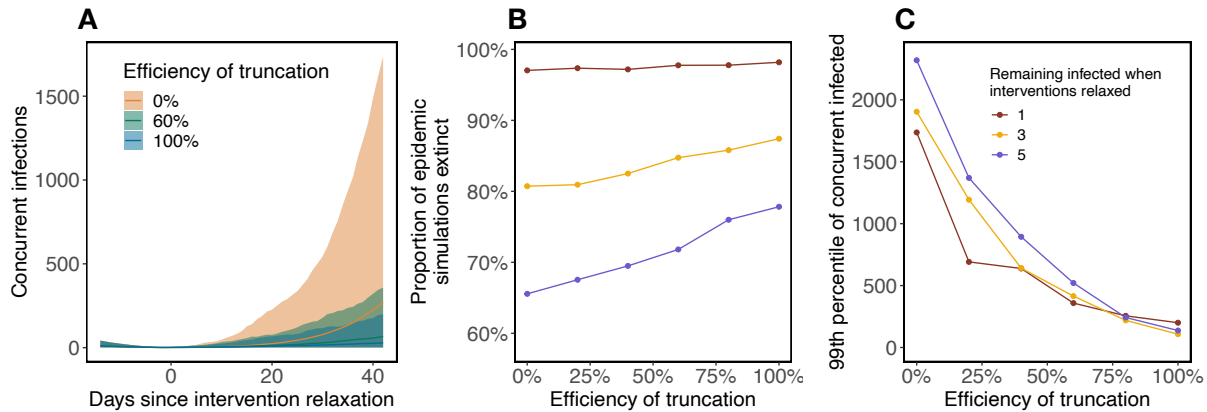 A
Concurrent infections
1500
1000
500
0
Efficiency of truncation
0%
60%
100%
0
20
40
Days since intervention relaxation
B
Proportion of epidemic
simulations extinct
100%
90%
80%
70%
60%
0%
25%
50%
75%
100%
Efficiency of truncation
C
99th percentile of concurrent infected
2000
1500
1000
500
0
Remaining infected when
interventions relaxed
1
3
5
0%
25%
50%
75%
100%
Efficiency of truncation